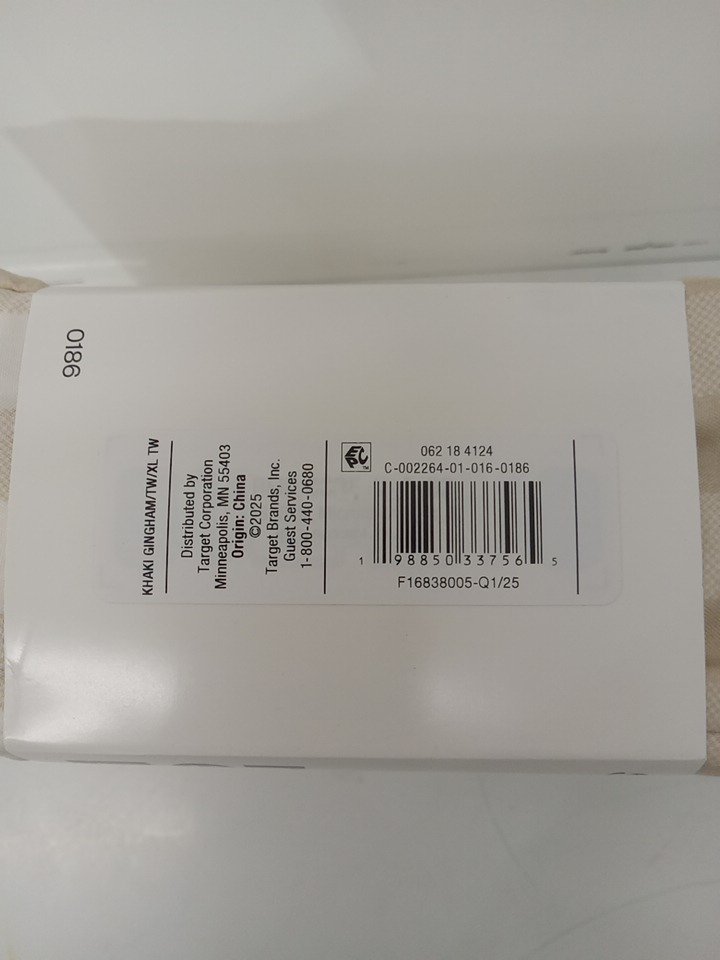 0186
KHAKI GINGHAM/TW/XL TW
Distributed by
Target Corporation
Minneapolis, MN 55403
Origin: China
©2025
Target Brands, Inc.
Guest Services
1-800-440-0680
062 18 4124
C-002264-01-016-0186
1 98850 33756 5
F16838005-Q1/25